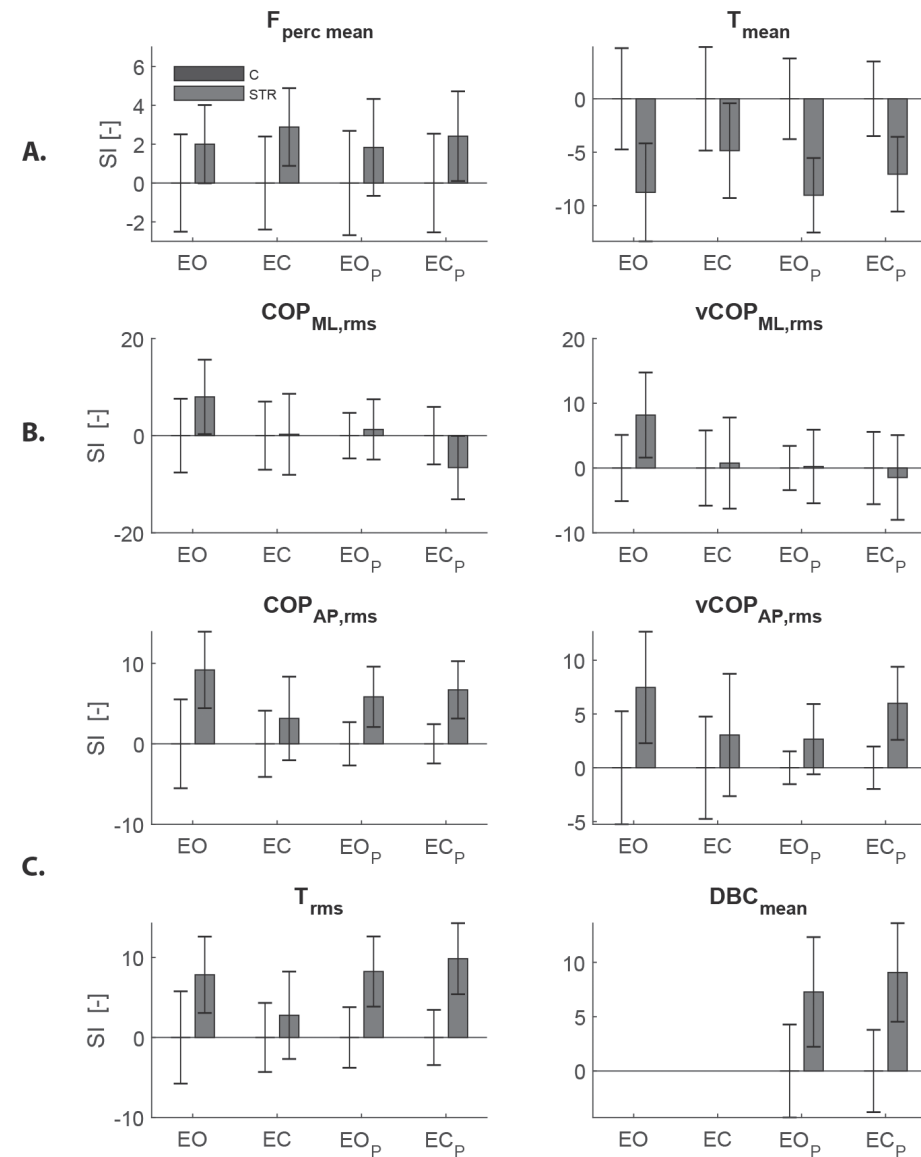 F perc mean
T mean
A.
SI [-]
6
4
2
0
-2
C
STR
EO EC EO P EC P
0
-5
-10
EO EC EO P EC P
B.
COP ML,rms
vCOP ML,rms
SI [-]
20
0
-20
EO EC EO P EC P
20
10
0
-10
EO EC EO P EC P
COP AP,rms
vCOP AP,rms
SI [-]
10
0
-10
EO EC EO P EC P
10
5
0
-5
EO EC EO P EC P
C.
T rms
DBC mean
SI [-]
10
0
-10
EO EC EO P EC P
10
5
0
EO EC EO P EC P